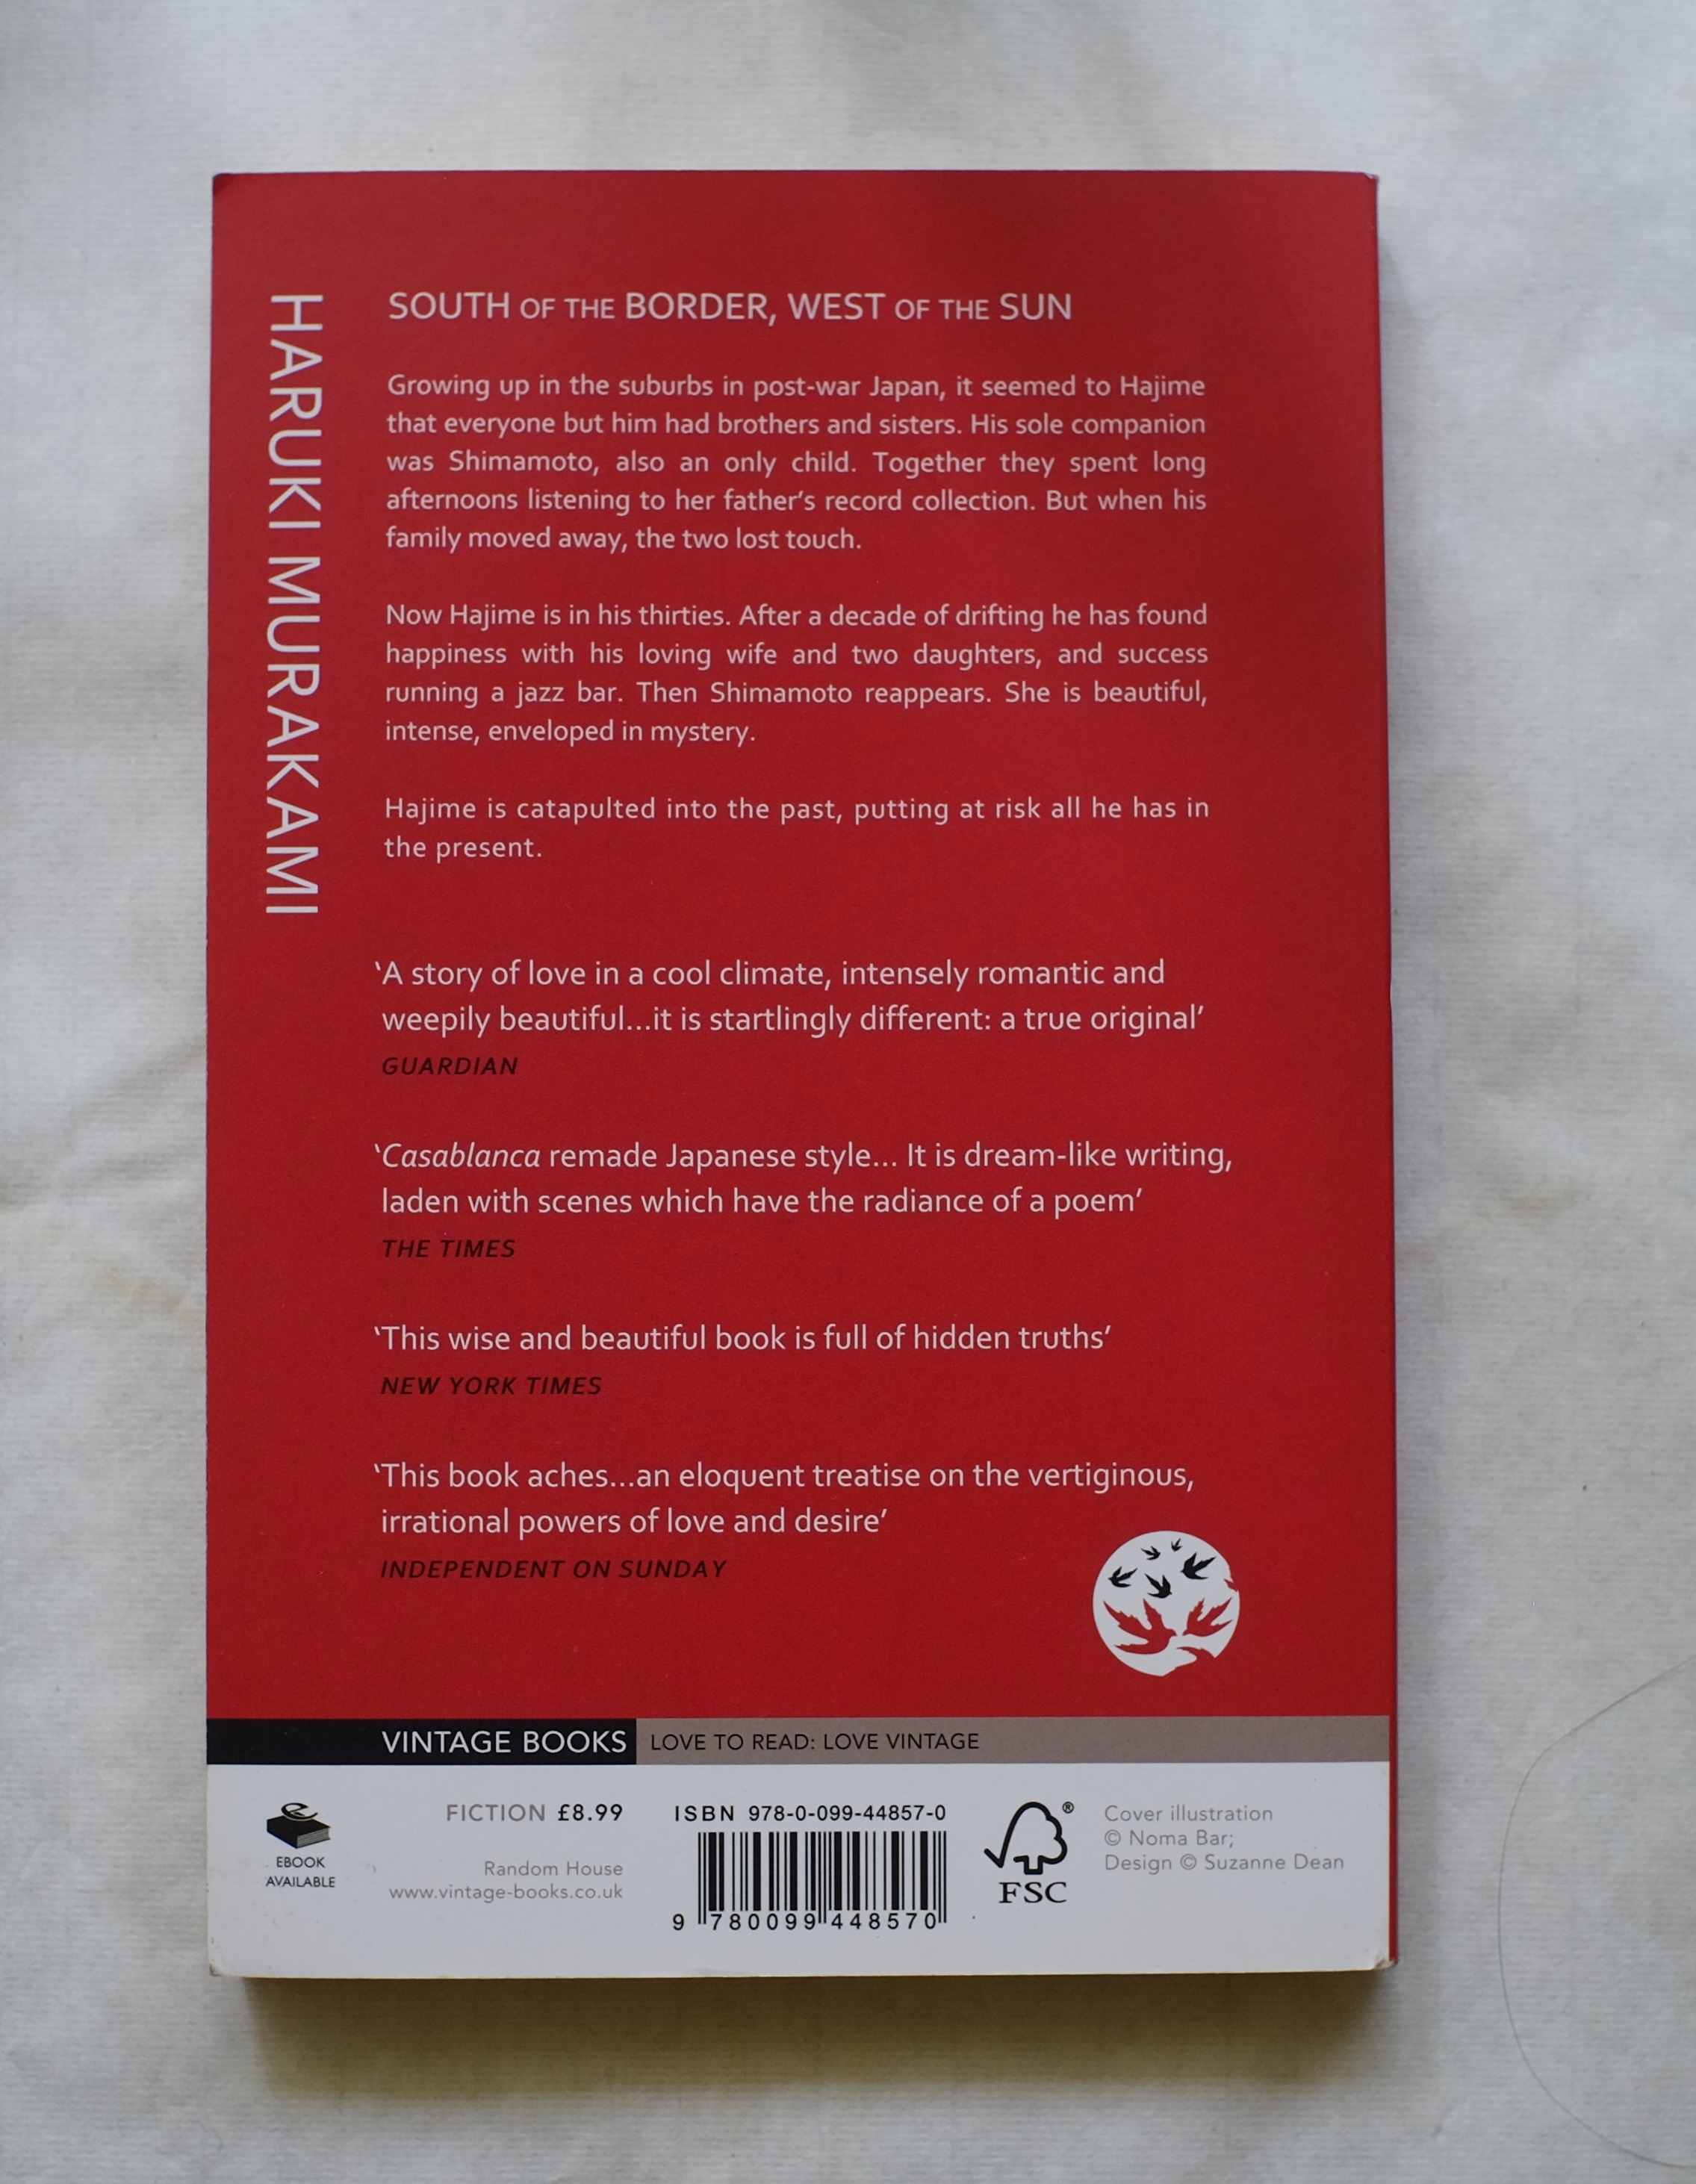 HARUKI MURAKAMI
SOUTH OF THE BORDER, WEST OF THE SUN
Growing up in the suburbs in post-war Japan, it seemed to Hajime
that everyone but him had brothers and sisters. His sole companion
was Shimamoto, also an only child. Together they spent long
afternoons listening to her father's record collection. But when his
family moved away, the two lost touch.
Now Hajime is in his thirties. After a decade of drifting he has found
happiness with his loving wife and two daughters, and success
running a jazz bar. Then Shimamoto reappears. She is beautiful,
intense, enveloped in mystery.
Hajime is catapulted into the past, putting at risk all he has in
the present.
‘A story of love in a cool climate, intensely romantic and
weepily beautiful...it is startlingly different: a true original’
GUARDIAN
‘Casablanca remade Japanese style... It is dream-like writing,
laden with scenes which have the radiance of a poem’
THE TIMES
‘This wise and beautiful book is full of hidden truths’
NEW YORK TIMES
‘This book aches...an eloquent treatise on the vertiginous,
irrational powers of love and desire’
INDEPENDENT ON SUNDAY
VINTAGE BOOKS LOVE TO READ: LOVE VINTAGE
EBOOK
AVAILABLE
FICTION £8.99
Random House
www.vintage-books.co.uk
ISBN 978-0-099-44857-0
9 780099 448570
®
FSC
Cover illustration
© Noma Bar;
Design © Suzanne Dean